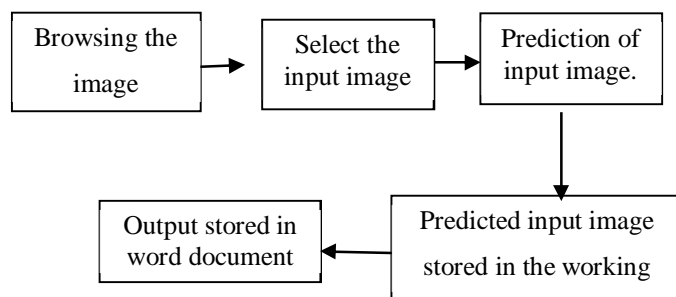 Browsing the
image
Select the
input image
Prediction of
input image.
Predicted input image
stored in the working
Output stored in
word document